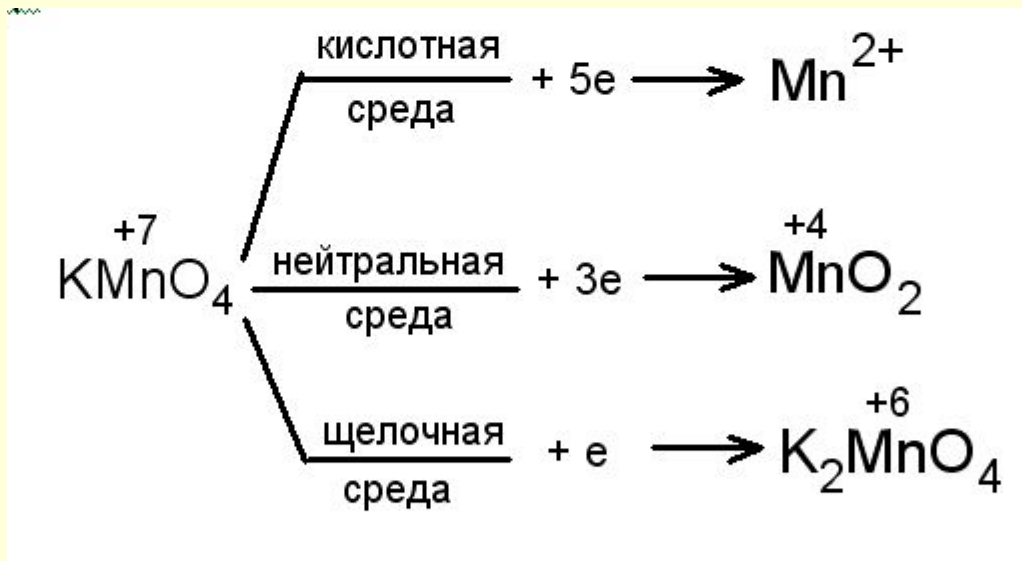 кислотная
среда
+ 5e
Mn²⁺
+7
KMnO₄
нейтральная
среда
+ 3e
+4
MnO₂
щелочная
среда
+ e
+6
K₂MnO₄